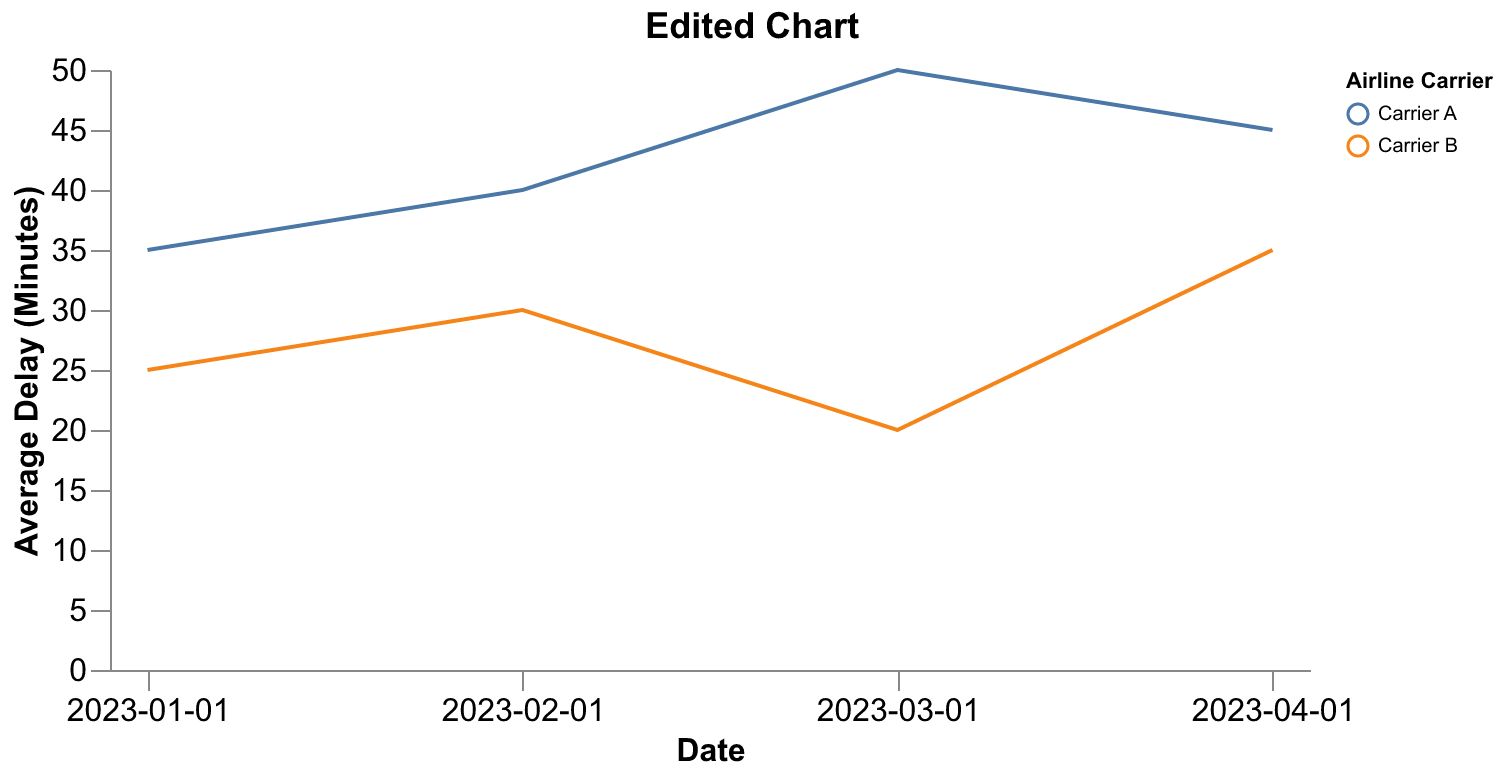 Edited Chart
50
45
40
35
30
25
20
15
10
5
0
Average Delay (Minutes)
2023-01-01
2023-02-01
2023-03-01
2023-04-01
Date
Airline Carrier
Carrier A
Carrier B